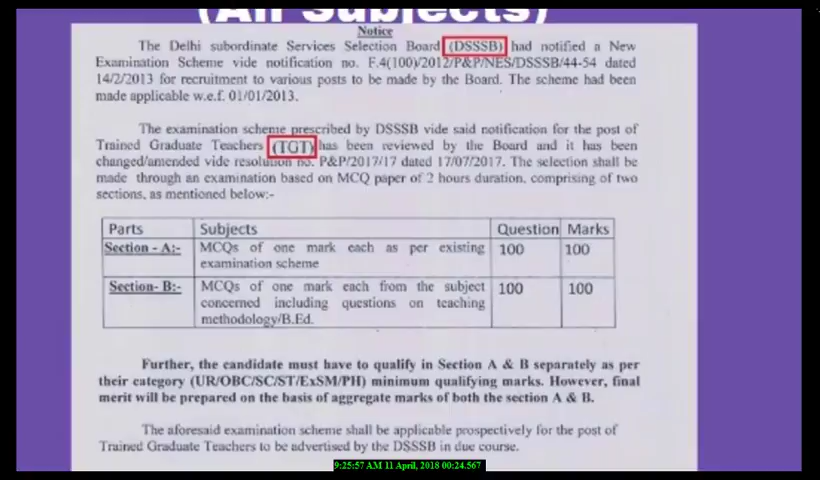 (All Subjects)
Notice
The Delhi subordinate Services Selection Board (DSSSB) had notified a New
Examination Scheme vide notification no. F.4(100)/2012/P&P/NES/DSSSB/44-54 dated
14/2/2013 for recruitment to various posts to be made by the Board. The scheme had been
made applicable w.e.f. 01/01/2013.
The examination scheme prescribed by DSSSB vide said notification for the post of
Trained Graduate Teachers (TGT) has been reviewed by the Board and it has been
changed/amended vide resolution no. P&P/2017/17 dated 17/07/2017. The selection shall be
made through an examination based on MCQ paper of 2 hours duration, comprising of two
sections, as mentioned below:-
Parts Subjects Question Marks
Section - A:- MCQs of one mark each as per existing 100 100
examination scheme
Section- B:- MCQs of one mark each from the subject 100 100
concerned including questions on teaching
methodology/B.Ed.
Further, the candidate must have to qualify in Section A & B separately as per
their category (UR/OBC/SC/ST/ExSM/PH) minimum qualifying marks. However, final
merit will be prepared on the basis of aggregate marks of both the section A & B.
The aforesaid examination scheme shall be applicable prospectively for the post of
Trained Graduate Teachers to be advertised by the DSSSB in due course.
9:25:57 AM 11 April, 2018 00:24.567